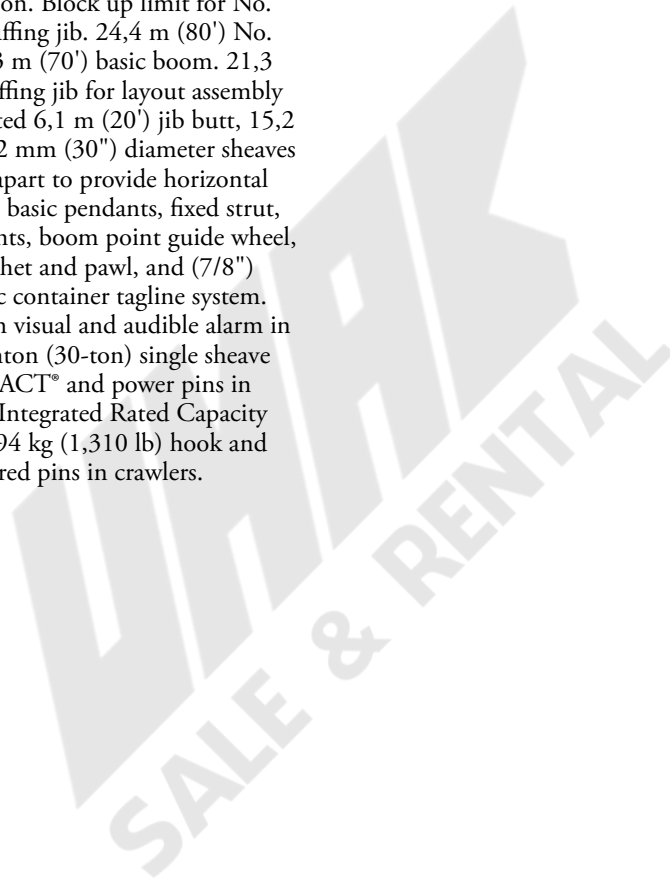 on. Block up limit for No.
ffing jib. 24,4 m (80') No.
3 m (70') basic boom. 21,3
ffing jib for layout assembly
ted 6,1 m (20') jib butt, 15,2
2 mm (30") diameter sheaves
apart to provide horizontal
basic pendants, fixed strut,
nts, boom point guide wheel,
het and pawl, and (7/8")
c container tagline system.
n visual and audible alarm in
nton (30-ton) single sheave
ACT® and power pins in
Integrated Rated Capacity
94 kg (1,310 lb) hook and
red pins in crawlers.
SALE & RENTAL